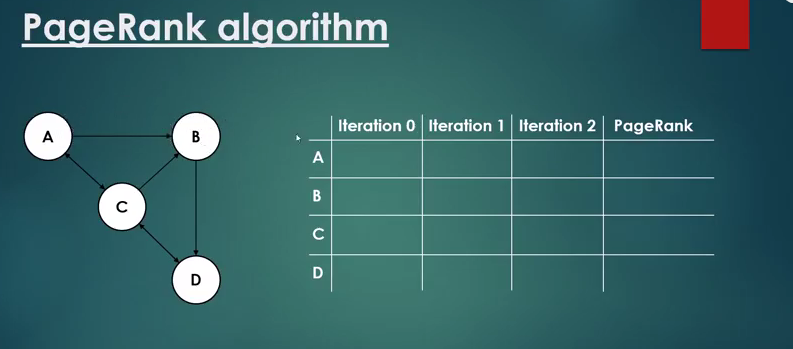 PageRank algorithm
A
B
C
D
Iteration 0 Iteration 1 Iteration 2 PageRank
A
B
C
D